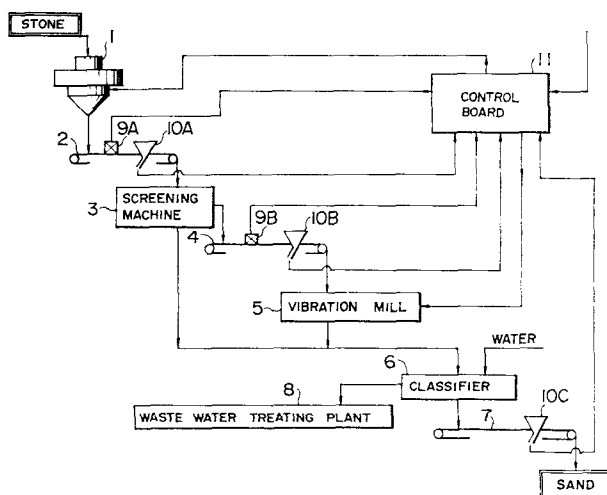 STONE
1
11
CONTROL
BOARD
9A
10A
2
SCREENING
MACHINE
3
10B
9B
4
VIBRATION MILL
5
WATER
6
CLASSIFIER
8
WASTE WATER TREATING PLANT
10C
7
SAND